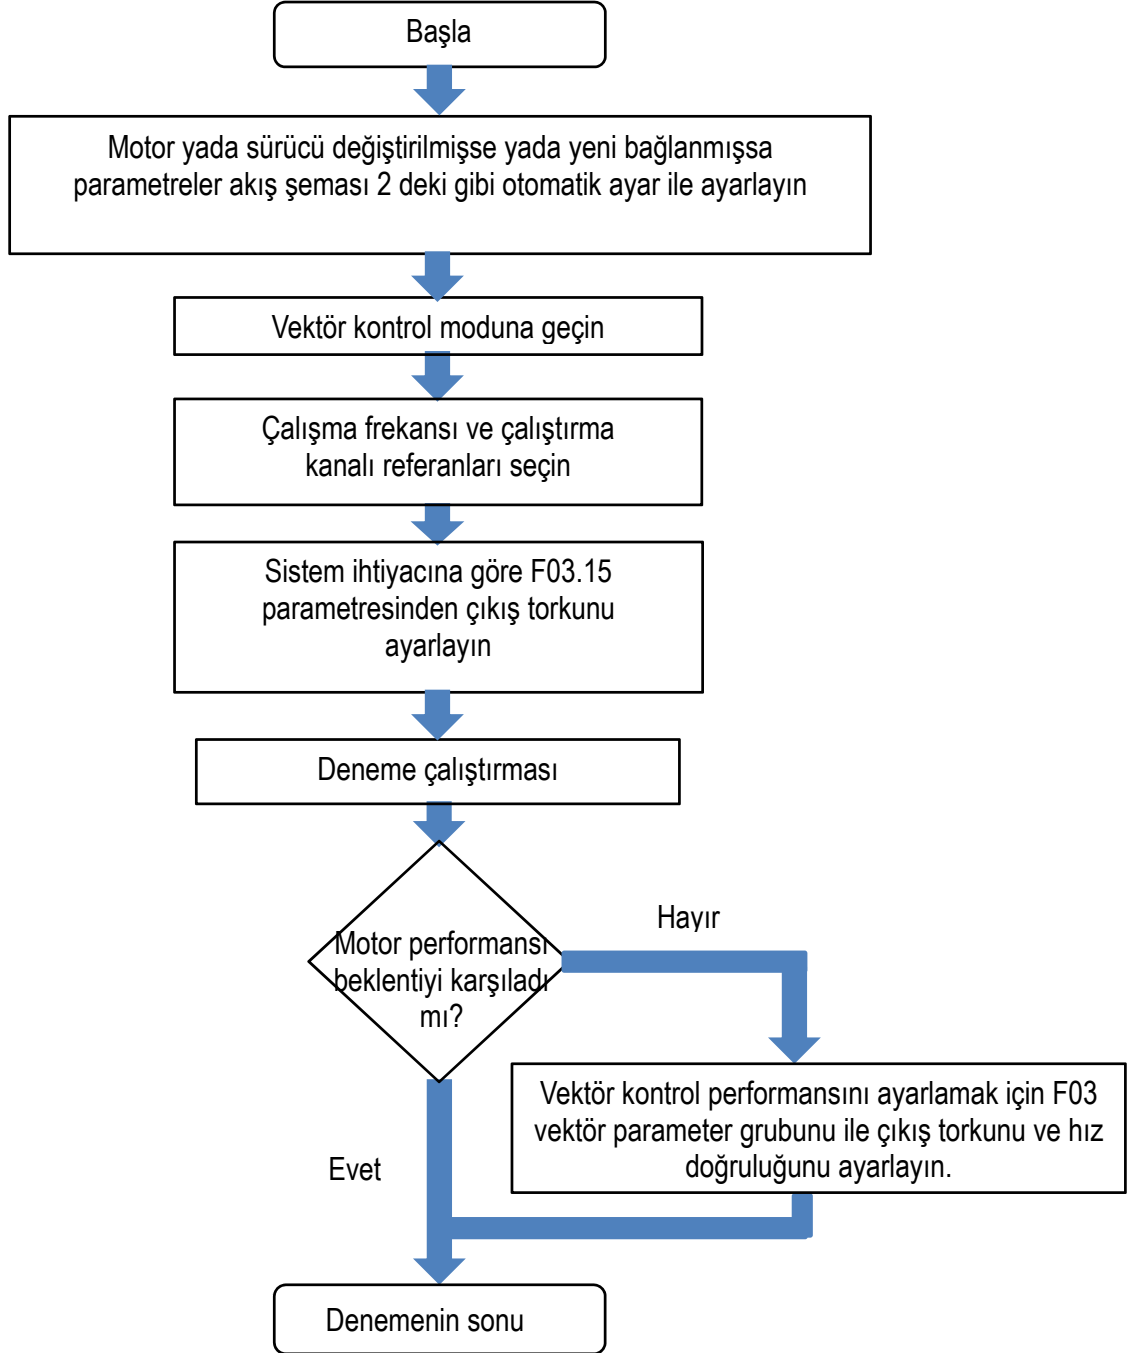 Başla
Motor yada sürücü değiştirilmişse yada yeni bağlanmışsa
parametreler akış şeması 2 deki gibi otomatik ayar ile ayarlayın
Vektör kontrol moduna geçin
Çalışma frekansı ve çalıştırma
kanalı referanları seçin
Sistem ihtiyacına göre F03.15
parametresinden çıkış torkunu
ayarlayın
Deneme çalıştırması
Motor performansı
beklentiyi karşıladı
mı?
Hayır
Vektör kontrol performansını ayarlamak için F03
vektör parameter grubunu ile çıkış torkunu ve hız
doğruluğunu ayarlayın.
Evet
Denemenin sonu